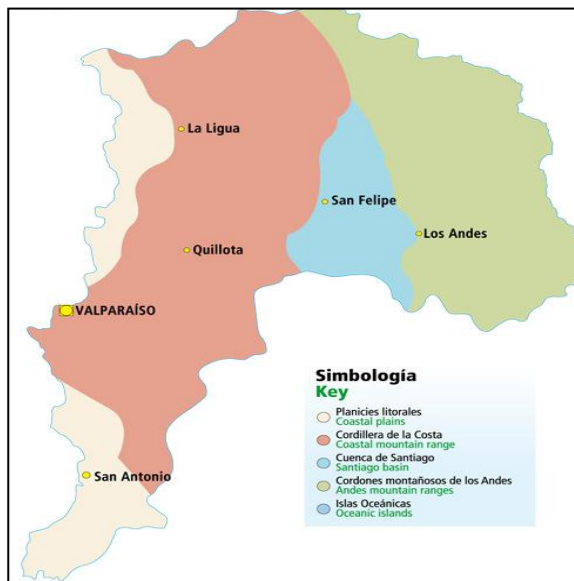 La Ligua
San Felipe
Los Andes
Quillota
VALPARAÍSO
San Antonio
Simbología
Key
Planicies litorales
Coastal plains
Cordillera de la Costa
Coastal mountain range
Cuenca de Santiago
Santiago basin
Cordones montañosos de los Andes
Andes mountain ranges
Islas Oceánicas
Oceanic islands